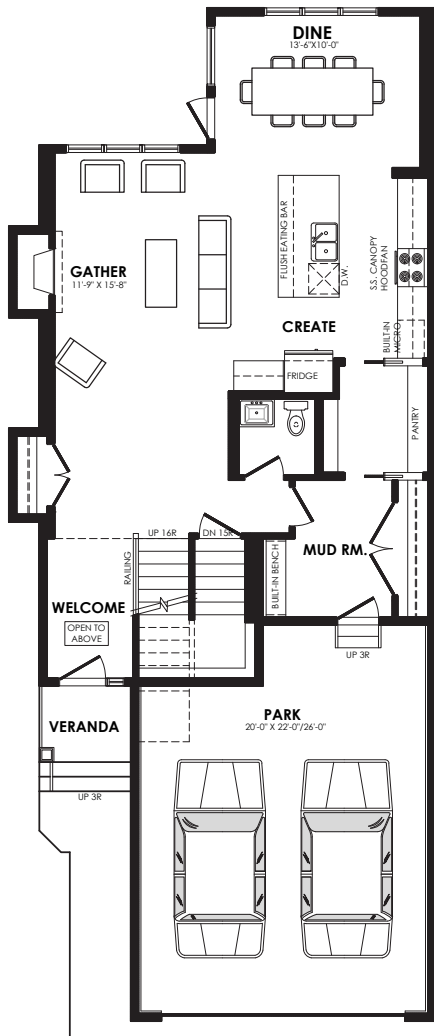 DINE
13'-6"X10'-0"
FLUSH EATING BAR
D.W.
S.S. CANOPY
HOODFAN
GATHER
11'-9" X 15'-8"
CREATE
BUILT-IN
MICRO
FRIDGE
PANTRY
UP 16R
DN 15R
MUD RM.
RAILING
BUILT-IN BENCH
WELCOME
OPEN TO
ABOVE
UP 3R
VERANDA
PARK
20'-0" X 22'-0"/26'-0"
UP 3R